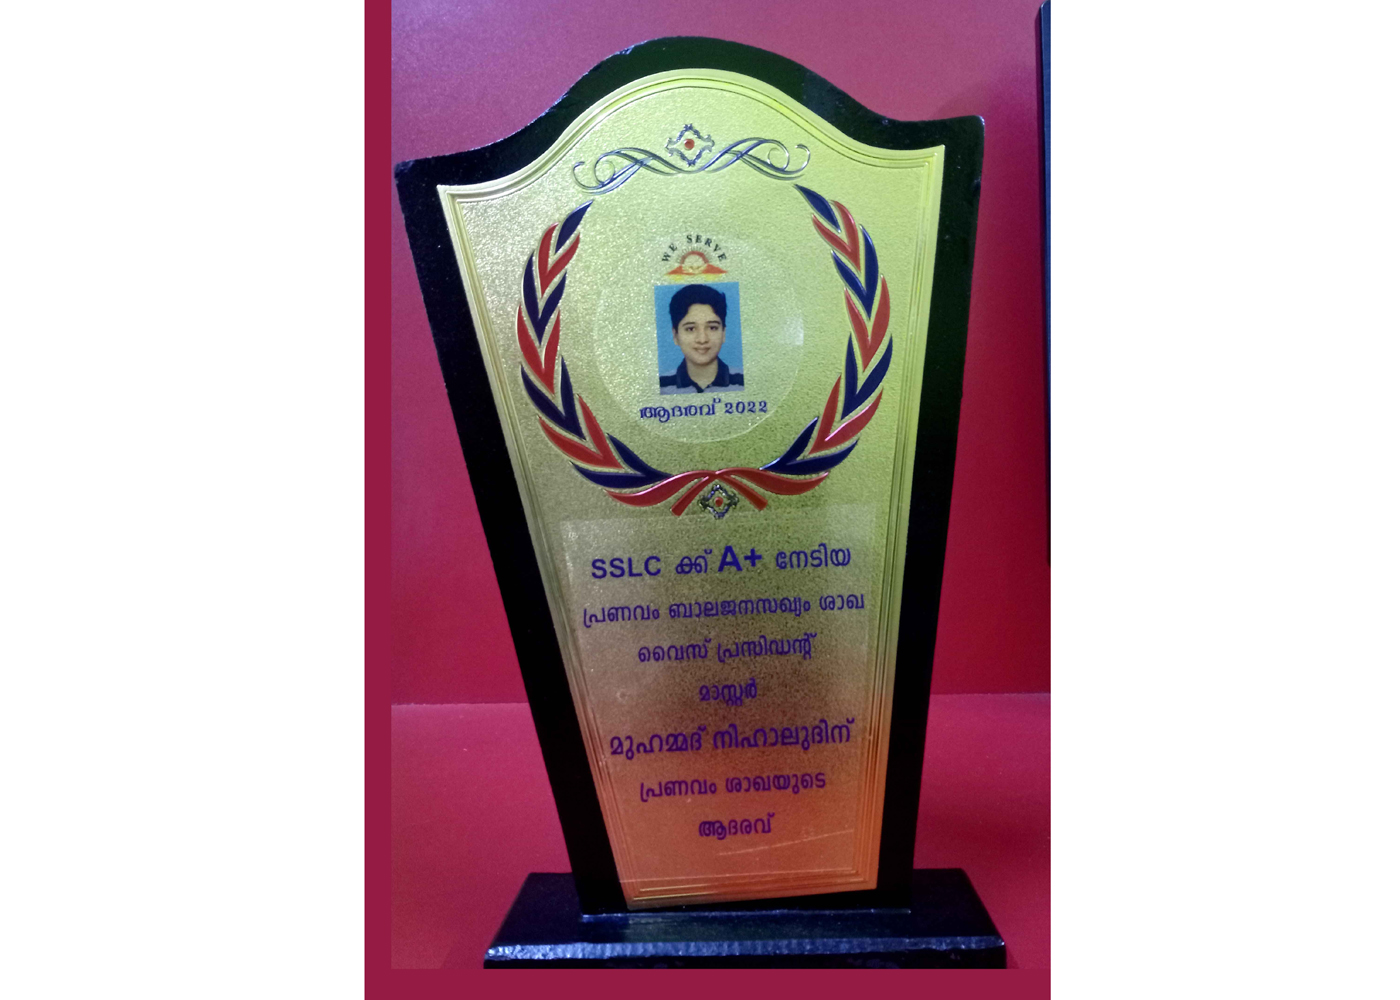 WE SERVE
ആദരവ് 2022
SSLC ക്ക് A+ നേടിയ
പ്രണവം ബാലജനസഖ്യം ശാഖ
വൈസ് പ്രസിഡന്റ്
മാസ്റ്റർ
മുഹമ്മദ് നിഹാലുദിന്
പ്രണവം ശാഖയുടെ
ആദരവ്